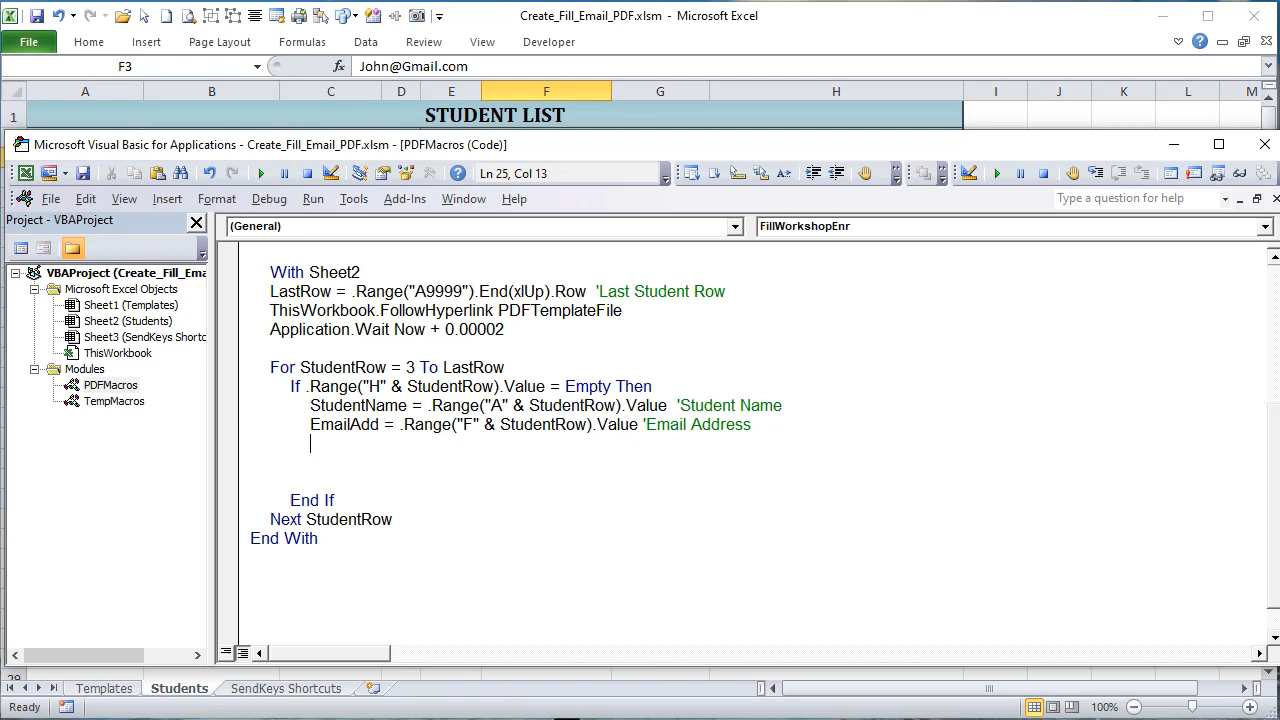 Create_Fill_Email_PDF.xlsm - Microsoft Excel
File Home Insert Page Layout Formulas Data Review View Developer
F3 fx John@Gmail.com
A B C D E F G H I J K L M
1 STUDENT LIST
Microsoft Visual Basic for Applications - Create_Fill_Email_PDF.xlsm - [PDFMacros (Code)]
Ln 25, Col 13
File Edit View Insert Format Debug Run Tools Add-Ins Window Help Type a question for help
Project - VBAProject
(General) FillWorkshopEnr
VBAProject (Create_Fill_Ema
Microsoft Excel Objects
Sheet1 (Templates)
Sheet2 (Students)
Sheet3 (SendKeys Shortc
ThisWorkbook
Modules
PDFMacros
TempMacros
With Sheet2
LastRow = .Range("A9999").End(xlUp).Row 'Last Student Row
ThisWorkbook.FollowHyperlink PDFTemplateFile
Application.Wait Now + 0.00002
For StudentRow = 3 To LastRow
If .Range("H" & StudentRow).Value = Empty Then
StudentName = .Range("A" & StudentRow).Value 'Student Name
EmailAdd = .Range("F" & StudentRow).Value 'Email Address
End If
Next StudentRow
End With
29
Templates Students SendKeys Shortcuts
Ready 100%